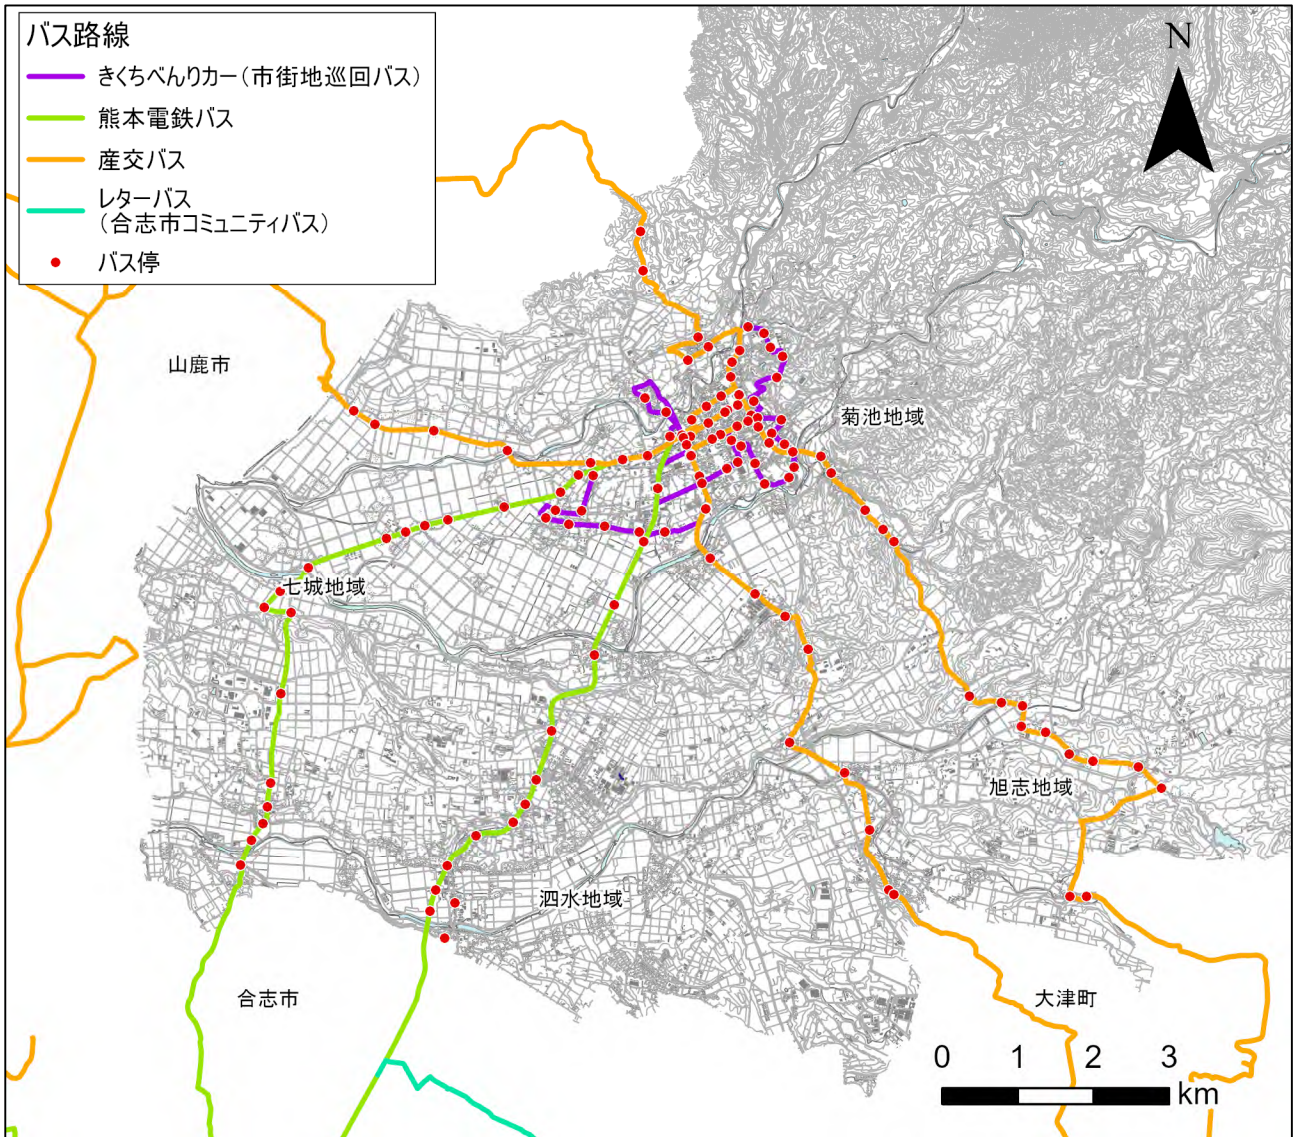 バス路線
きくちべんりカー(市街地巡回バス)
熊本電鉄バス
産交バス
レターバス
(合志市コミュニティバス)
バス停
N
山鹿市
菊池地域
七城地域
旭志地域
泗水地域
合志市
大津町
0 1 2 3
km